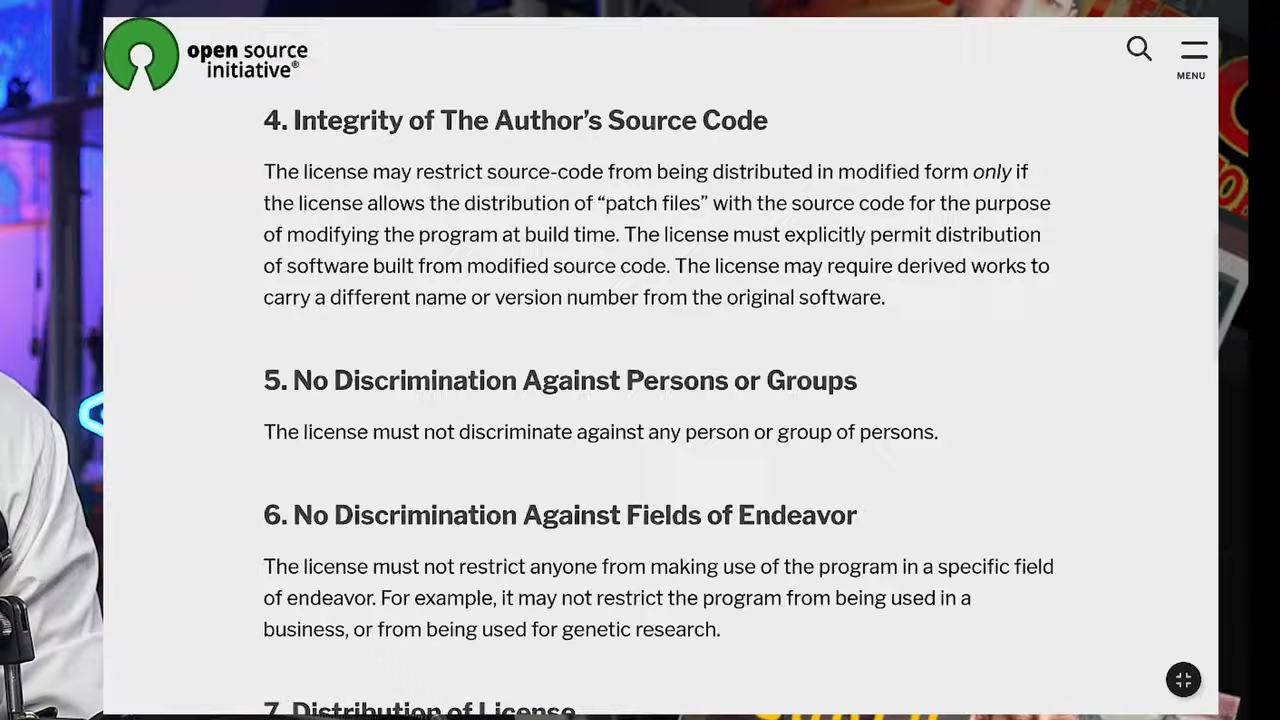 open source
initiative®
MENU
4. Integrity of The Author’s Source Code
The license may restrict source-code from being distributed in modified form only if
the license allows the distribution of “patch files” with the source code for the purpose
of modifying the program at build time. The license must explicitly permit distribution
of software built from modified source code. The license may require derived works to
carry a different name or version number from the original software.
5. No Discrimination Against Persons or Groups
The license must not discriminate against any person or group of persons.
6. No Discrimination Against Fields of Endeavor
The license must not restrict anyone from making use of the program in a specific field
of endeavor. For example, it may not restrict the program from being used in a
business, or from being used for genetic research.
7. Distribution of License